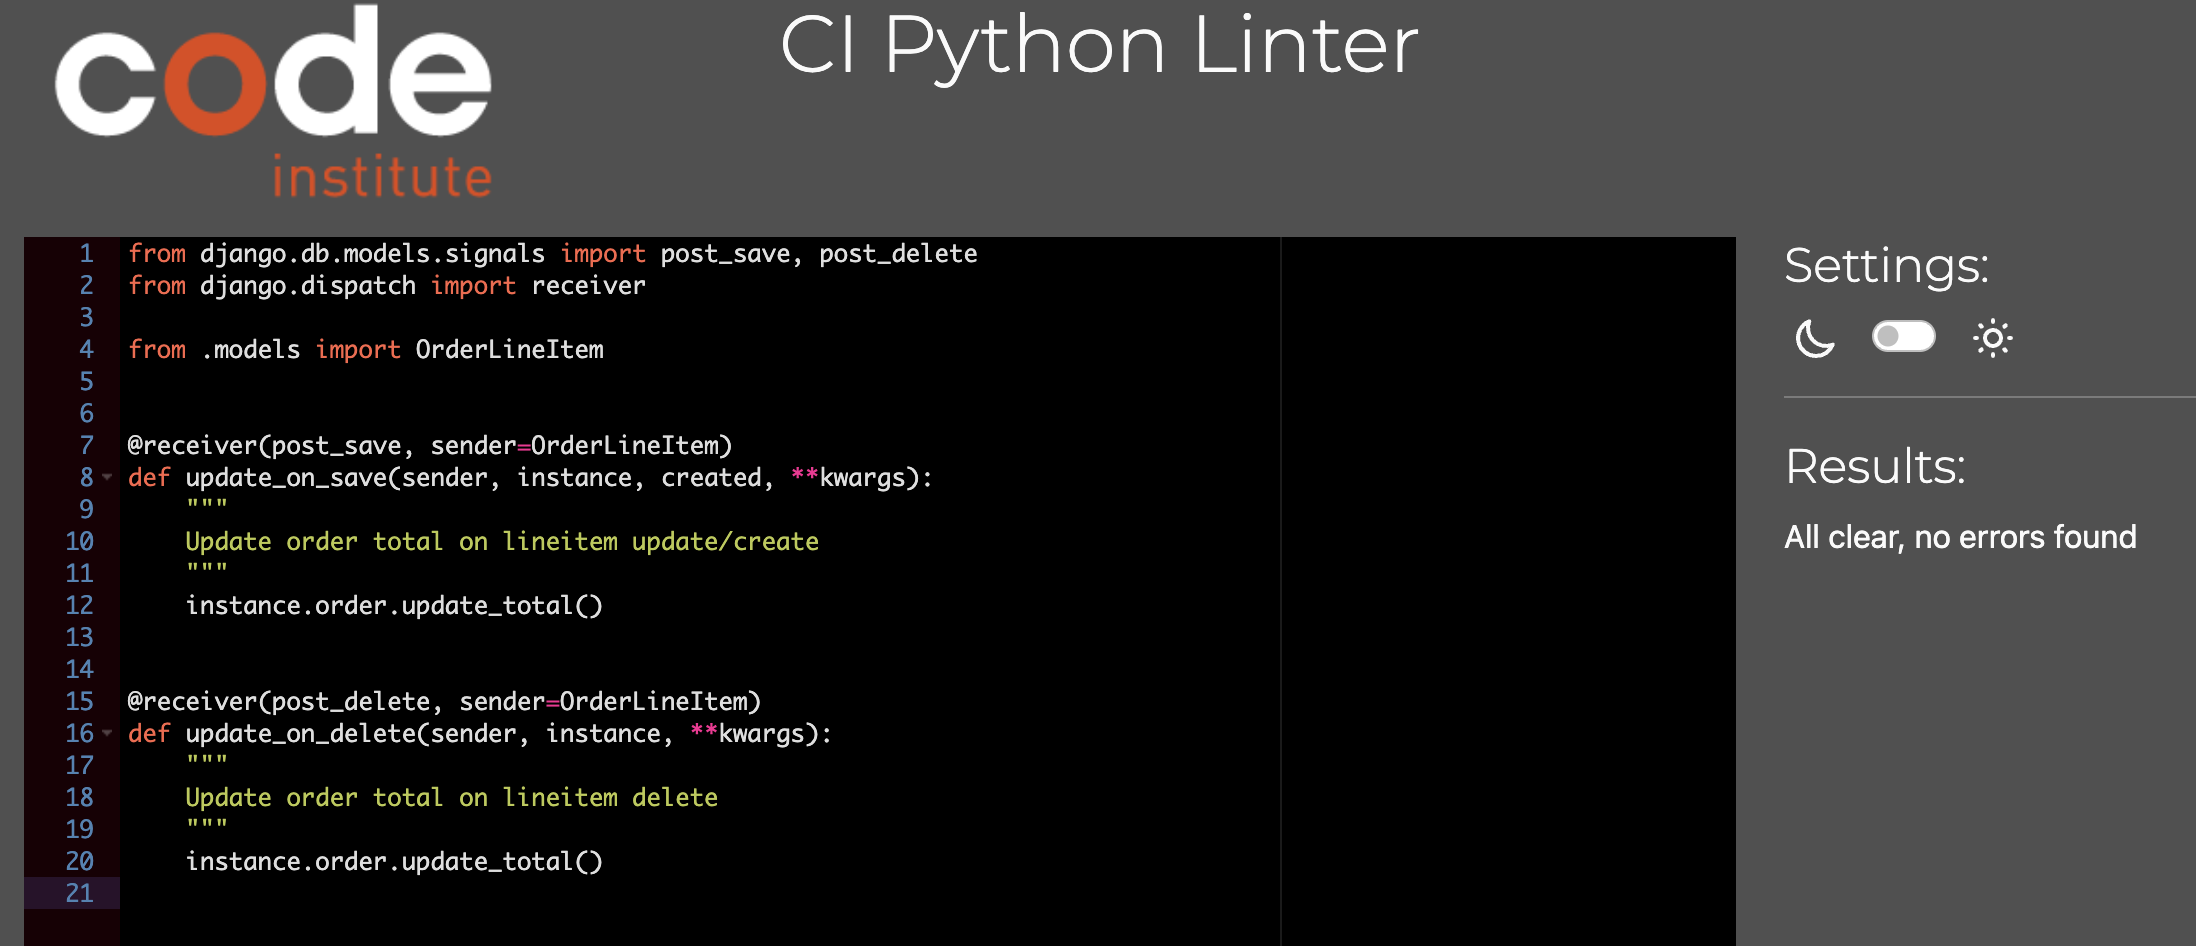 code
institute
CI Python Linter
1 from django.db.models.signals import post_save, post_delete
2 from django.dispatch import receiver
3
4 from .models import OrderLineItem
5
6
7 @receiver(post_save, sender=OrderLineItem)
8 def update_on_save(sender, instance, created, **kwargs):
9     """
10     Update order total on lineitem update/create
11     """
12     instance.order.update_total()
13
14
15 @receiver(post_delete, sender=OrderLineItem)
16 def update_on_delete(sender, instance, **kwargs):
17     """
18     Update order total on lineitem delete
19     """
20     instance.order.update_total()
21
Settings:
Results:
All clear, no errors found